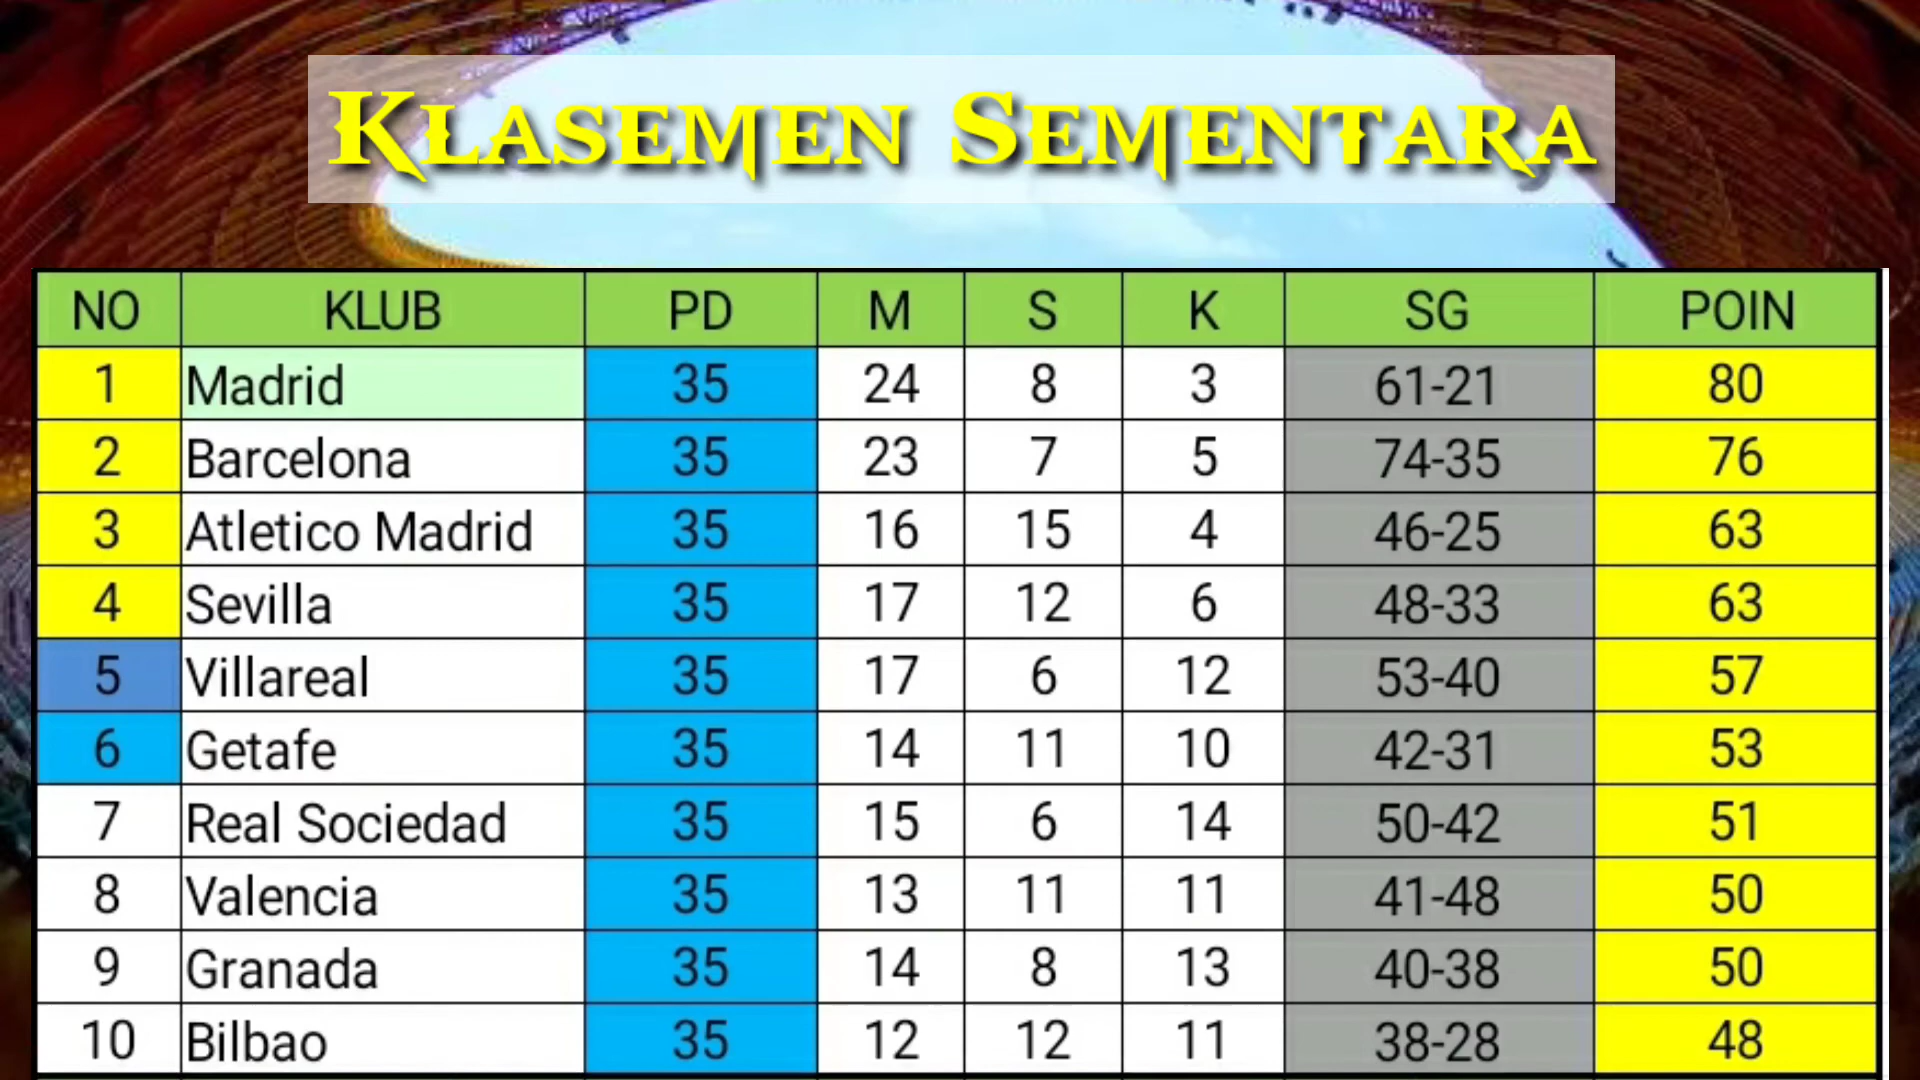 KLASEMEN SEMENTARA
NO KLUB PD M S K SG POIN
1 Madrid 35 24 8 3 61-21 80
2 Barcelona 35 23 7 5 74-35 76
3 Atletico Madrid 35 16 15 4 46-25 63
4 Sevilla 35 17 12 6 48-33 63
5 Villareal 35 17 6 12 53-40 57
6 Getafe 35 14 11 10 42-31 53
7 Real Sociedad 35 15 6 14 50-42 51
8 Valencia 35 13 11 11 41-48 50
9 Granada 35 14 8 13 40-38 50
10 Bilbao 35 12 12 11 38-28 48